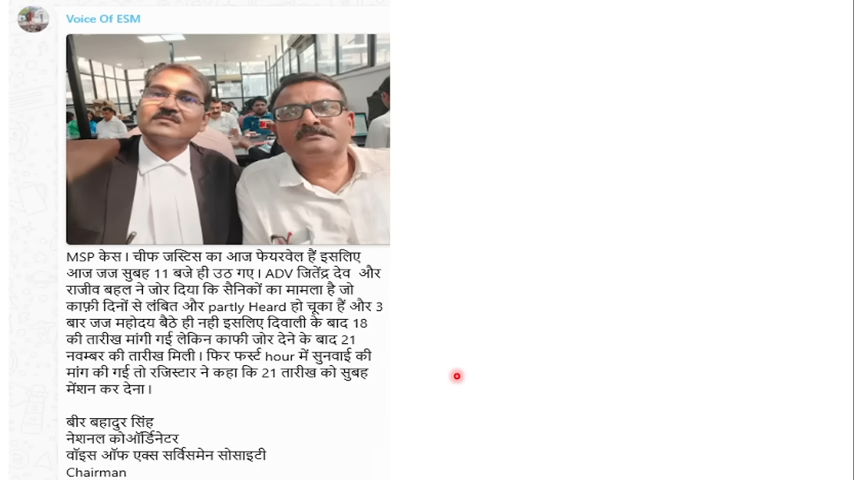 Voice Of ESM
MSP केस । चीफ जस्टिस का आज फेयरवेल हैं इसलिए
आज जज सुबह 11 बजे ही उठ गए । ADV जितेंद्र देव और
राजीव बहल ने जोर दिया कि सैनिकों का मामला है जो
काफ़ी दिनों से लंबित और partly Heard हो चूका हैं और 3
बार जज महोदय बैठे ही नही इसलिए दिवाली के बाद 18
की तारीख मांगी गई लेकिन काफी जोर देने के बाद 21
नवम्बर की तारीख मिली । फिर फर्स्ट hour में सुनवाई की
मांग की गई तो रजिस्टार ने कहा कि 21 तारीख को सुबह
मेंशन कर देना ।
बीर बहादुर सिंह
नेशनल कोऑर्डिनेटर
वॉइस ऑफ एक्स सर्विसमेन सोसाइटी
Chairman